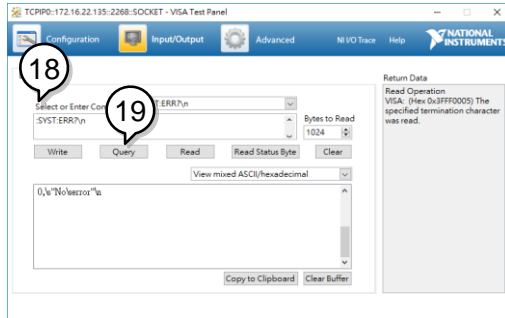 TCPIP0::172.16.22.135::2268::SOCKET - VISA Test Panel
Configuration Input/Output Advanced NI I/O Trace Help NATIONAL INSTRUMENTS
18
19
Return Data
Read Operation
VISA: (Hex 0x3FFF0005) The
specified termination character
was read.
Select or Enter Con T:ERR?\n
:SYST:ERR?\n
Bytes to Read
1024
Write Query Read Read Status Byte Clear
View mixed ASCII/hexadecimal
0,\s"No\serror"\n
Copy to Clipboard Clear Buffer